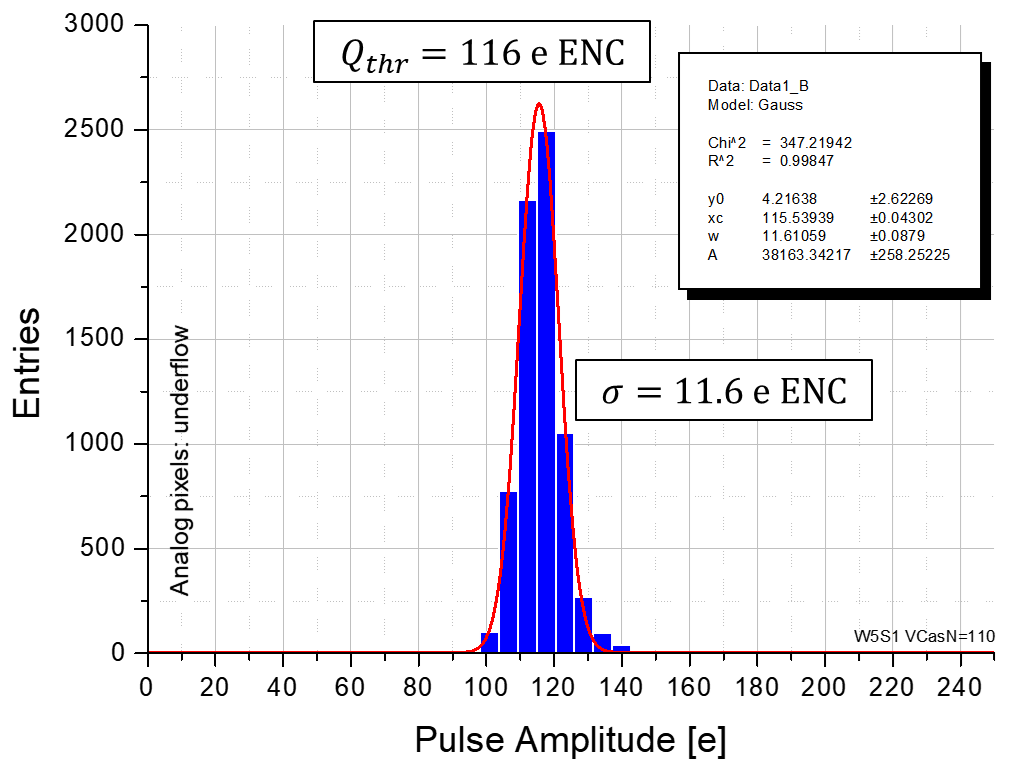 Q_thr = 116 e ENC
Data: Data1_B
Model: Gauss
Chi^2 = 347.21942
R^2 = 0.99847
y0 4.21638 ±2.62269
xc 115.53939 ±0.04302
w 11.61059 ±0.0879
A 38163.34217 ±258.25225
σ = 11.6 e ENC
3000
2500
2000
1500
1000
500
0
Entries
Analog pixels: underflow
W5S1 VCasN=110
0 20 40 60 80 100 120 140 160 180 200 220 240
Pulse Amplitude [e]